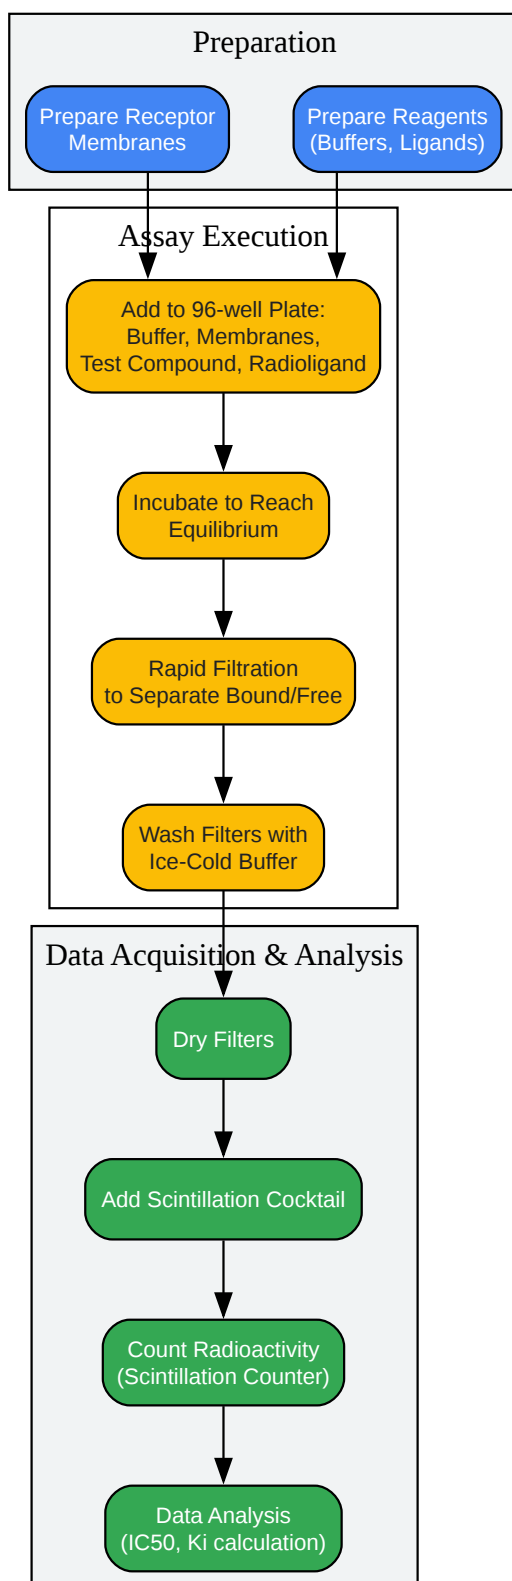 Preparation
Prepare Receptor
Membranes
Prepare Reagents
(Buffers, Ligands)
Assay Execution
Add to 96-well Plate:
Buffer, Membranes,
Test Compound, Radioligand
Incubate to Reach
Equilibrium
Rapid Filtration
to Separate Bound/Free
Wash Filters with
Ice-Cold Buffer
Data Acquisition & Analysis
Dry Filters
Add Scintillation Cocktail
Count Radioactivity
(Scintillation Counter)
Data Analysis
(IC50, Ki calculation)